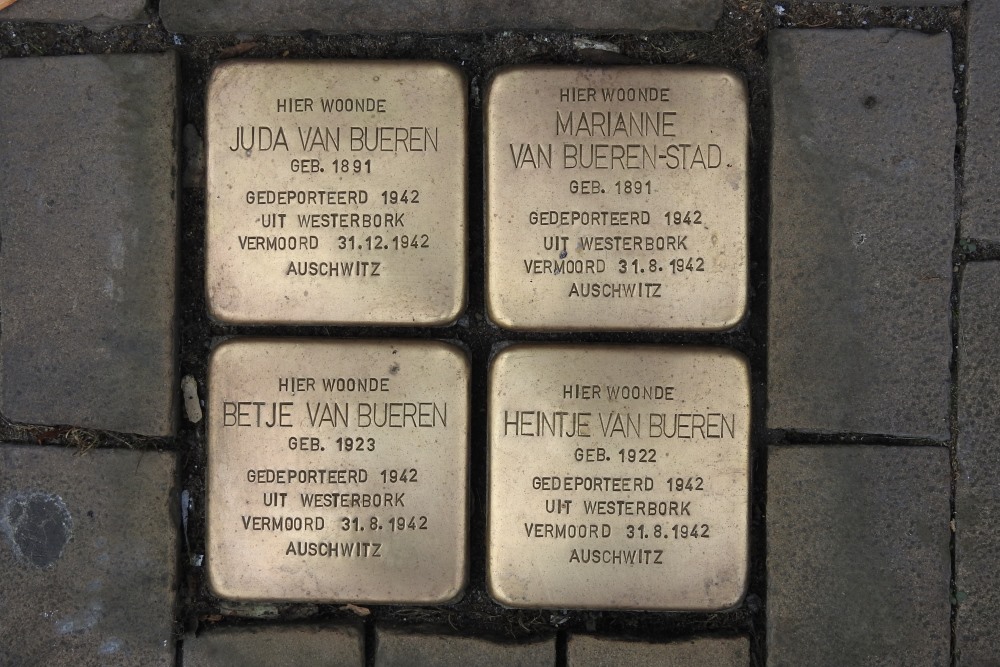 HIER WOONDE
JUDA VAN BUEREN
GEB. 1891
GEDEPORTEERD 1942
UIT WESTERBORK
VERMOORD 31.12.1942
AUSCHWITZ
HIER WOONDE
MARIANNE
VAN BUEREN-STAD
GEB. 1891
GEDEPORTEERD 1942
UIT WESTERBORK
VERMOORD 31.8.1942
AUSCHWITZ
HIER WOONDE
BETJE VAN BUEREN
GEB. 1923
GEDEPORTEERD 1942
UIT WESTERBORK
VERMOORD 31.8.1942
AUSCHWITZ
HIER WOONDE
HEINTJE VAN BUEREN
GEB. 1922
GEDEPORTEERD 1942
UIT WESTERBORK
VERMOORD 31.8.1942
AUSCHWITZ